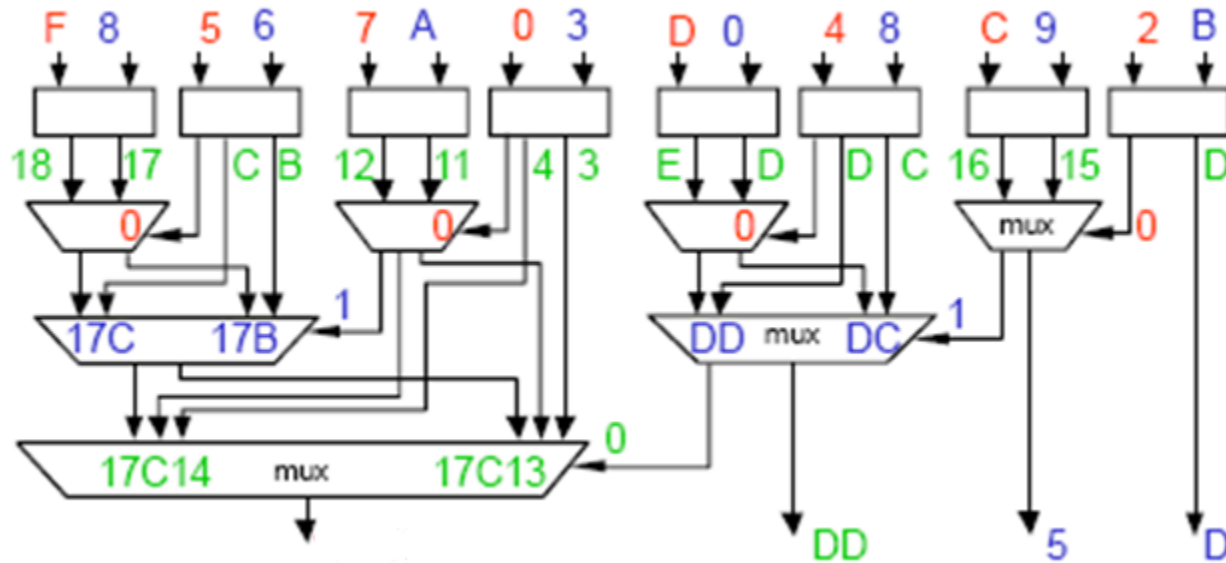 F 8 5 6 7 A 0 3 D 0 4 8 C 9 2 B
18 17 C B 12 11 4 3 E D D C 16 15 D
0 0 0 mux 0
1 1
17C 17B DD mux DC
0
17C14 mux 17C13
DD 5 D